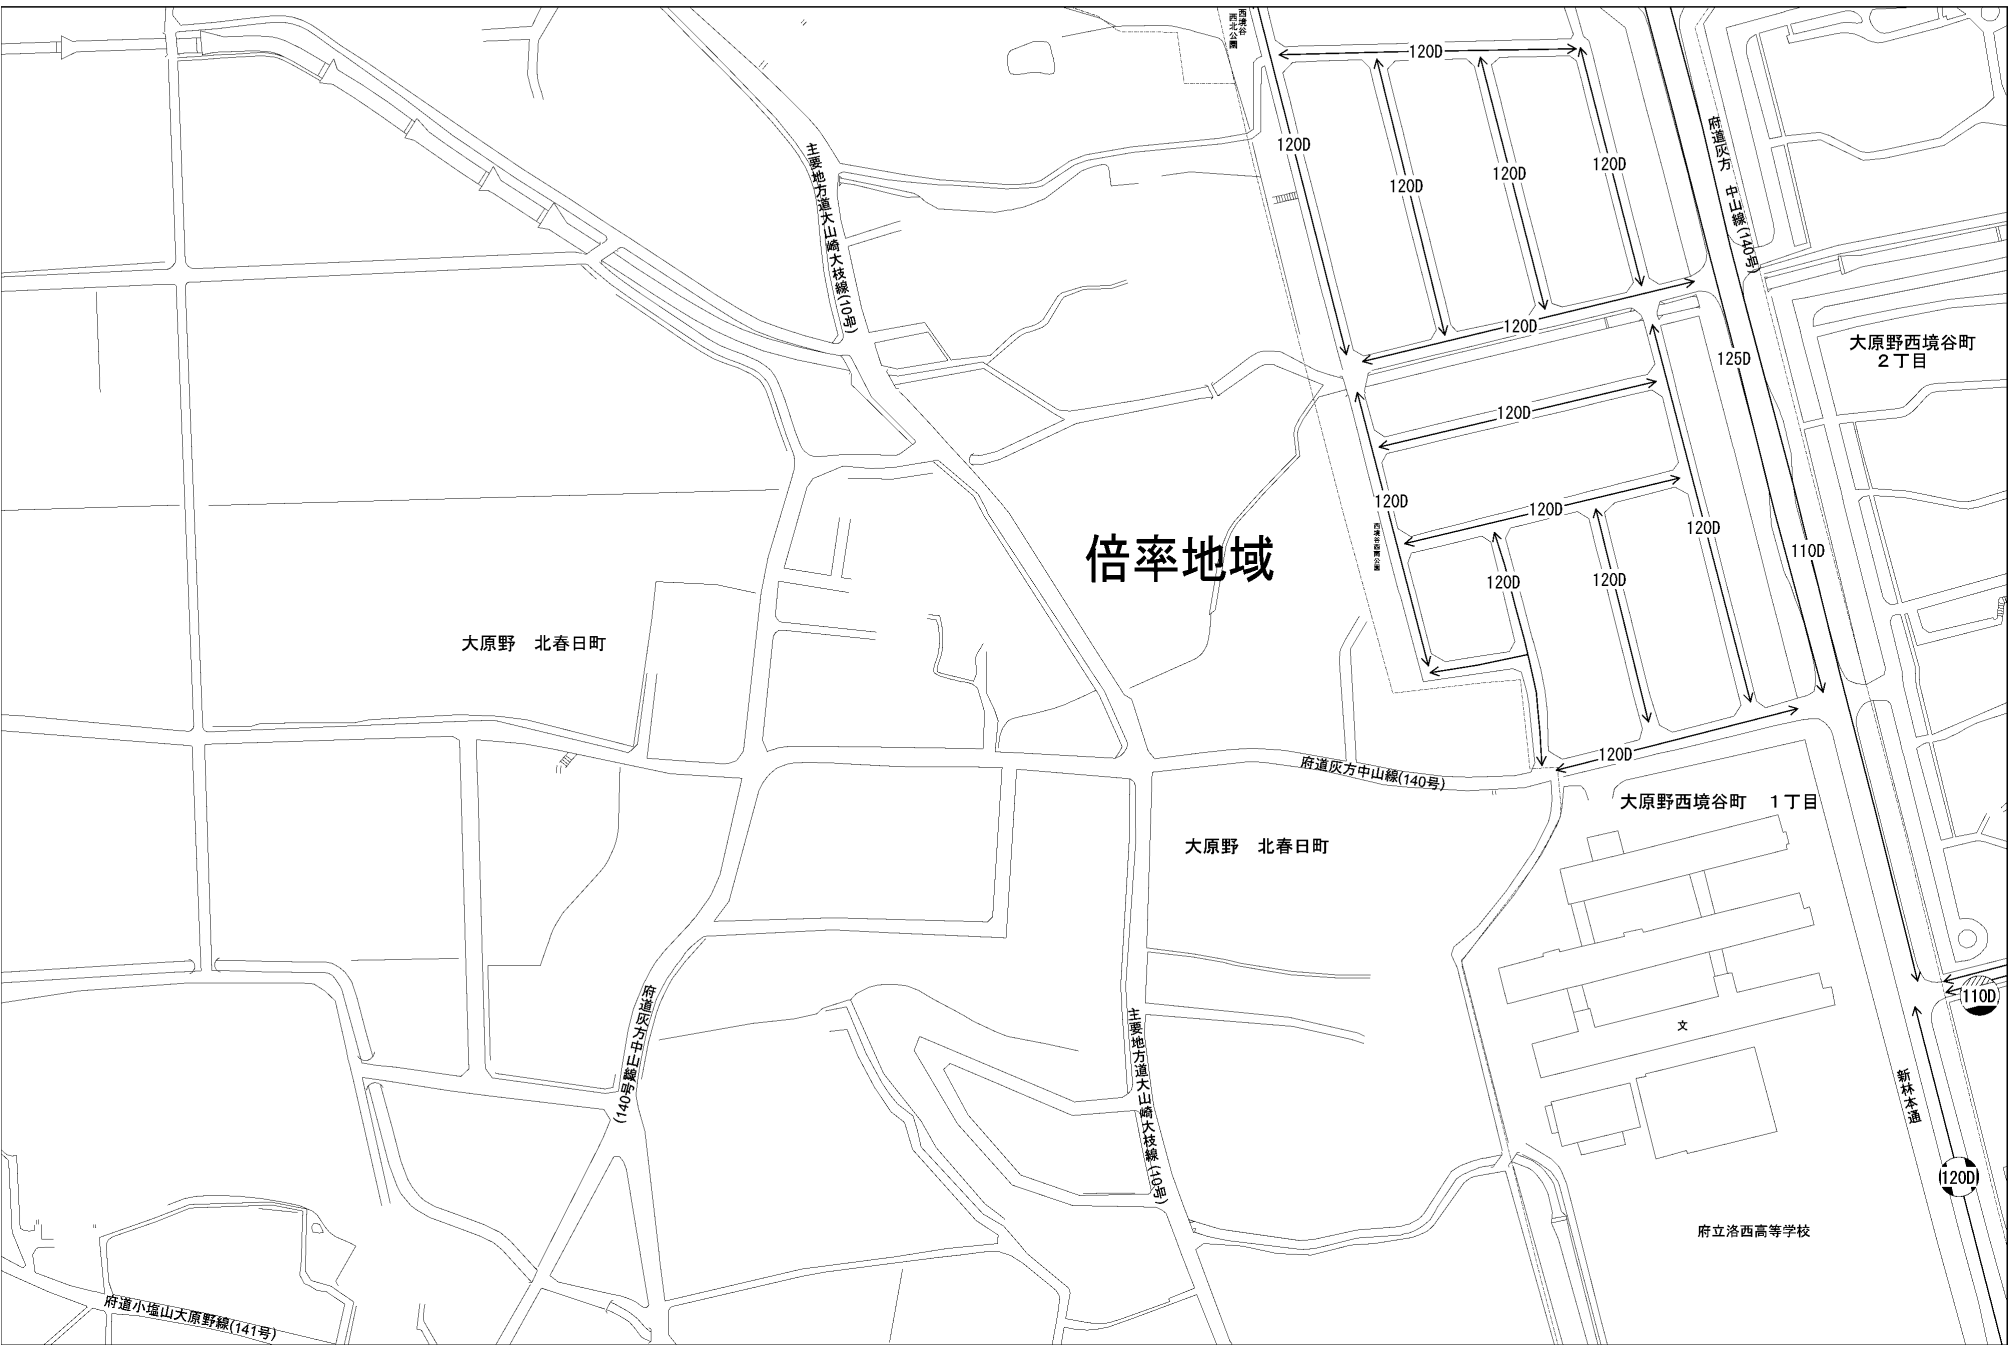 西境谷
西北公園
120D
120D
120D
120D
120D
主要地方道大山崎大枝線(10号)
府道灰方 中山線(140号)
120D
125D
大原野西境谷町
2丁目
120D
120D
120D
西境谷西南公園
120D
110D
倍率地域
120D
120D
大原野 北春日町
120D
府道灰方中山線(140号)
大原野西境谷町 1丁目
大原野 北春日町
府道灰方中山線(140号)
主要地方道大山崎大枝線(10号)
110D
文
新林本通
120D
府立洛西高等学校
府道小塩山大原野線(141号)